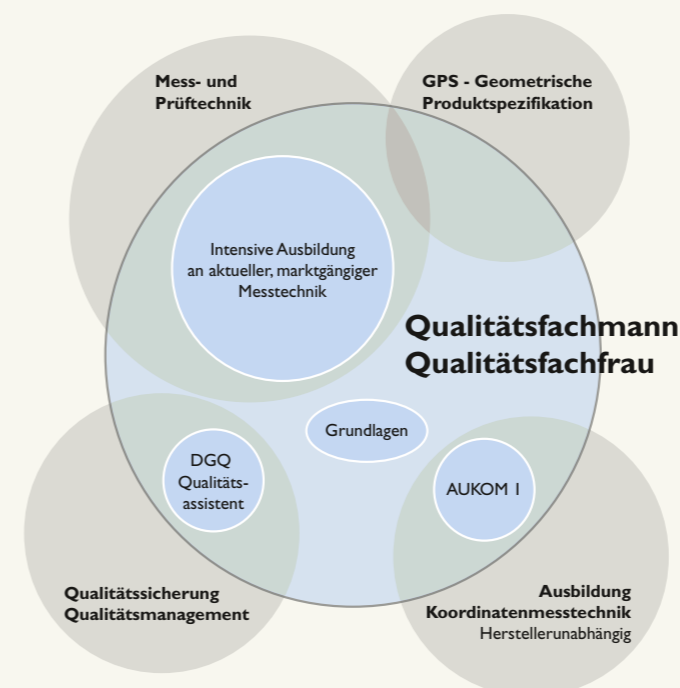 Mess- und
Prüftechnik
GPS - Geometrische
Produktspezifikation
Intensive Ausbildung
an aktueller, marktgängiger
Messtechnik
Qualitätsfachmann
Qualitätsfachfrau
Grundlagen
DGQ
Qualitäts-
assistent
AUKOM 1
Qualitätssicherung
Qualitätsmanagement
Ausbildung
Koordinatenmesstechnik
Herstellerunabhängig